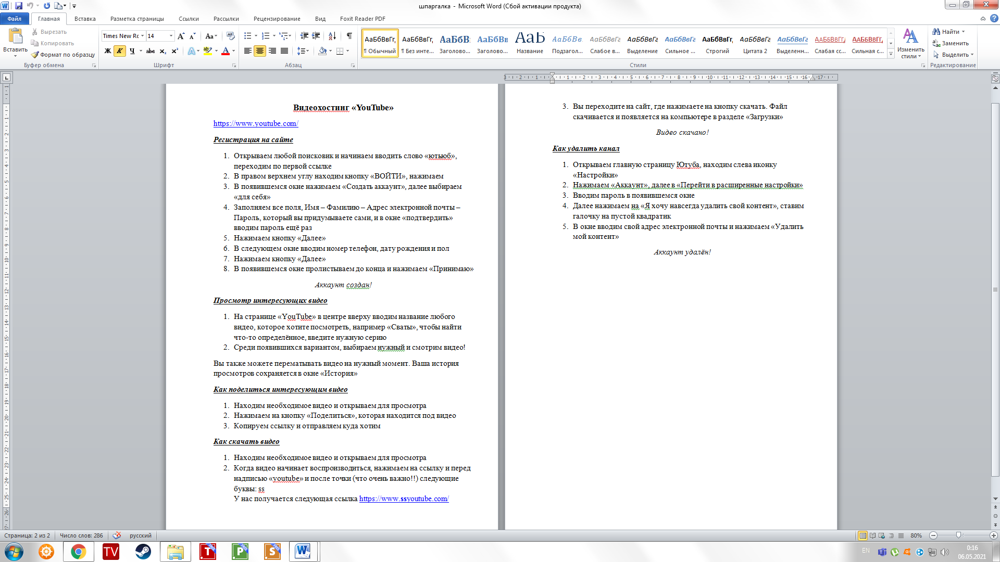 шпаргалка - Microsoft Word (Сбой активации продукта)
Файл Главная Вставка Разметка страницы Ссылки Рассылки Рецензирование Вид Foxit Reader PDF
Вставить
Вырезать
Копировать
Формат по образцу
Буфер обмена
Times New Rc 14
Ж К Ч abc x₂ x²
Шрифт
Абзац
АаБбВвГг, АаБбВвГг, АаБбВ АаБбВв АаБ АаБбВв. АаБбВвГг АаБбВвГг АаБбВвГг АаБбВвГг, АаБбВвГг АаБбВвГг ААБбВВГГ, ААБбВВГГ,
¶ Обычный ¶ Без инте... Заголово... Заголово... Название Подзагол... Слабое в... Выделение Сильное ... Строгий Цитата 2 Выделенн... Слабая сс... Сильная с...
Стили
Изменить
стили
Найти
Заменить
Выделить
Редактирование
Видеохостинг «YouTube»
https://www.youtube.com/
Регистрация на сайте
1. Открываем любой поисковик и начинаем вводить слово «ютьюб»,
переходим по первой ссылке
2. В правом верхнем углу находим кнопку «ВОЙТИ», нажимаем
3. В появившемся окне нажимаем «Создать аккаунт», далее выбираем
«для себя»
4. Заполняем все поля, Имя – Фамилию – Адрес электронной почты –
Пароль, который вы придумываете сами, и в окне «подтвердить»
вводим пароль ещё раз
5. Нажимаем кнопку «Далее»
6. В следующем окне вводим номер телефон, дату рождения и пол
7. Нажимаем кнопку «Далее»
8. В появившемся окне пролистываем до конца и нажимаем «Принимаю»
Аккаунт создан!
Просмотр интересующих видео
1. На странице «YouTube» в центре вверху вводим название любого
видео, которое хотите посмотреть, например «Сваты», чтобы найти
что-то определённое, введите нужную серию
2. Среди появившихся вариантом, выбираем нужный и смотрим видео!
Вы также можете перематывать видео на нужный момент. Ваша история
просмотров сохраняется в окне «История»
Как поделиться интересующим видео
1. Находим необходимое видео и открываем для просмотра
2. Нажимаем на кнопку «Поделиться», которая находится под видео
3. Копируем ссылку и отправляем куда хотим
Как скачать видео
1. Находим необходимое видео и открываем для просмотра
2. Когда видео начинает воспроизводиться, нажимаем на ссылку и перед
надписью «youtube» и после точки (что очень важно!!) следующие
буквы: ss
У нас получается следующая ссылка https://www.ssyoutube.com/
3. Вы переходите на сайт, где нажимаете на кнопку скачать. Файл
скачивается и появляется на компьютере в разделе «Загрузки»
Видео скачано!
Как удалить канал
1. Открываем главную страницу Ютуба, находим слева иконку
«Настройки»
2. Нажимаем «Аккаунт», далее в «Перейти в расширенные настройки»
3. Вводим пароль в появившемся окне
4. Далее нажимаем на «Я хочу навсегда удалить свой контент», ставим
галочку на пустой квадратик
5. В окне вводим свой адрес электронной почты и нажимаем «Удалить
мой контент»
Аккаунт удалён!
Страница: 2 из 2 Число слов: 286 русский 80%
TV T FREE P FREE S FREE W EN 0:16
06.05.2021